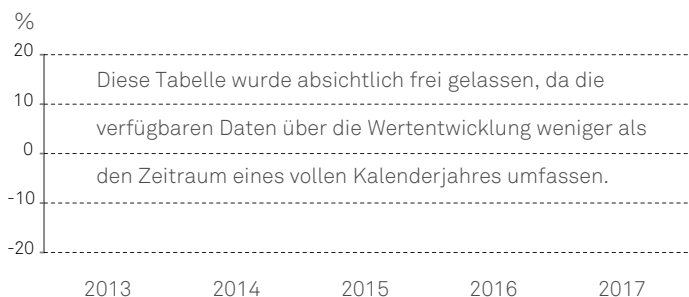 %
20
Diese Tabelle wurde absichtlich frei gelassen, da die
10
verfügbaren Daten über die Wertentwicklung weniger als
0
den Zeitraum eines vollen Kalenderjahres umfassen.
-10
-20
2013 2014 2015 2016 2017